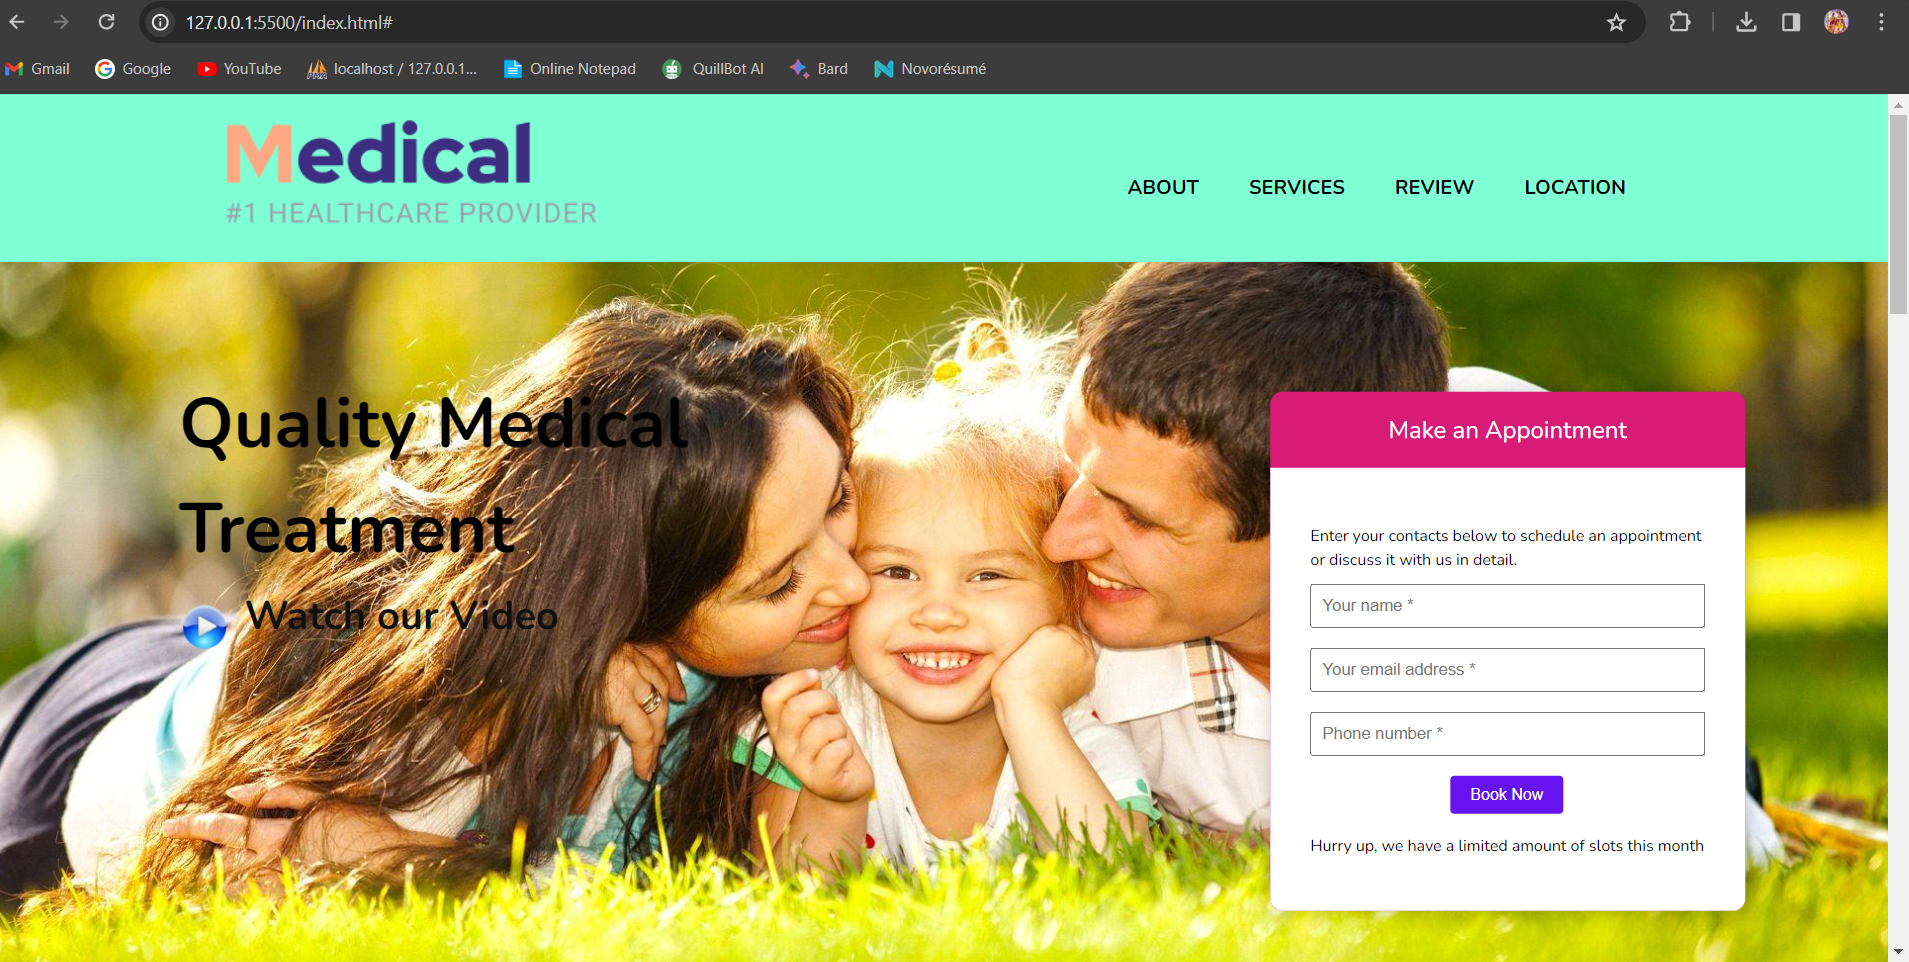 127.0.0.1:5500/index.html#
Gmail Google YouTube localhost / 127.0.0.1... Online Notepad QuillBot AI Bard Novorésumé
Medical
#1 HEALTHCARE PROVIDER
ABOUT SERVICES REVIEW LOCATION
Quality Medical
Treatment
Watch our Video
Make an Appointment
Enter your contacts below to schedule an appointment
or discuss it with us in detail.
Your name *
Your email address *
Phone number *
Book Now
Hurry up, we have a limited amount of slots this month